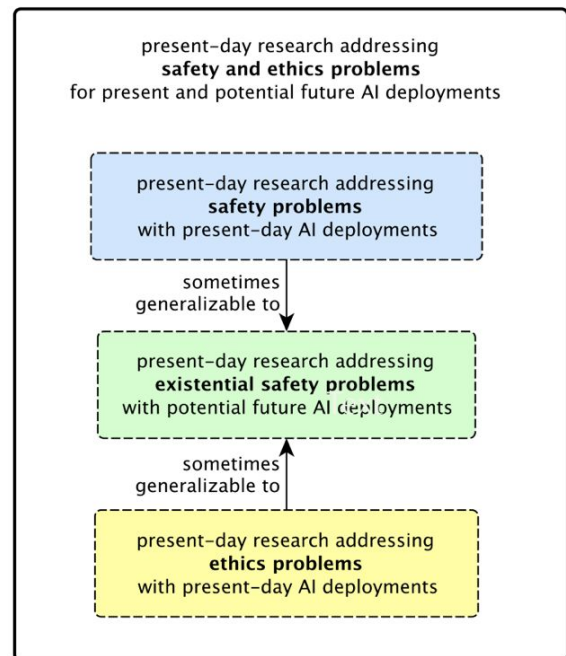 present-day research addressing
safety and ethics problems
for present and potential future AI deployments
present-day research addressing
safety problems
with present-day AI deployments
sometimes
generalizable to
present-day research addressing
existential safety problems
with potential future AI deployments
sometimes
generalizable to
present-day research addressing
ethics problems
with present-day AI deployments